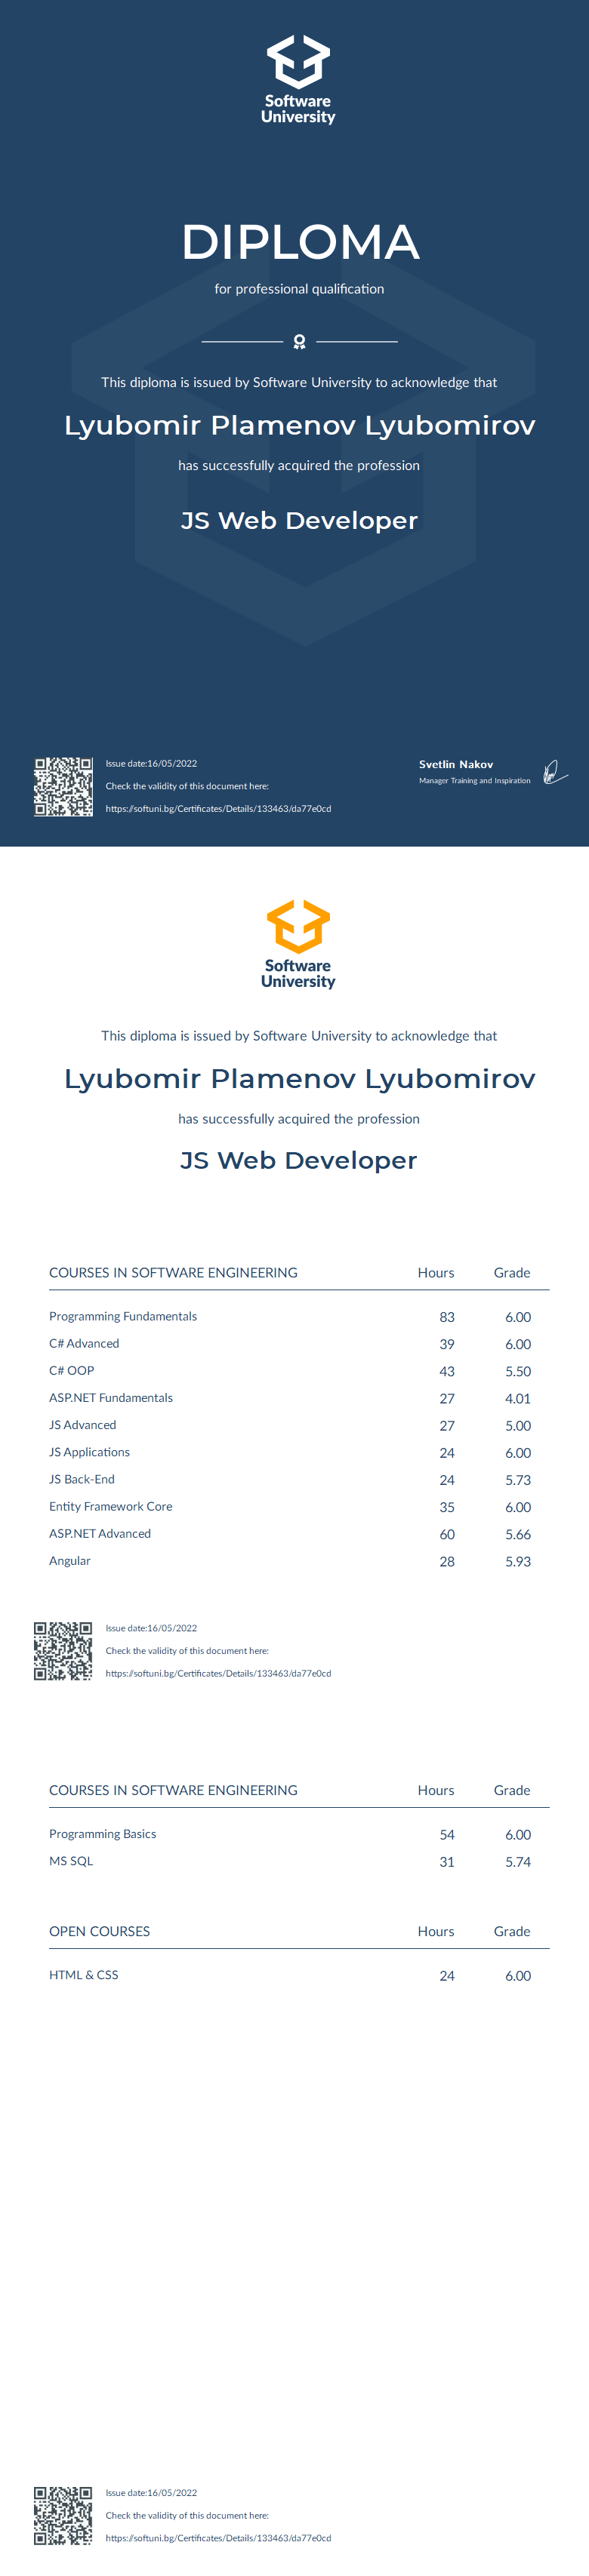 Software
University
DIPLOMA
for professional qualification
This diploma is issued by Software University to acknowledge that
Lyubomir Plamenov Lyubomirov
has successfully acquired the profession
JS Web Developer
Issue date:16/05/2022
Check the validity of this document here:
https://softuni.bg/Certificates/Details/133463/da77e0cd
Svetlin Nakov
Manager Training and Inspiration
Software
University
This diploma is issued by Software University to acknowledge that
Lyubomir Plamenov Lyubomirov
has successfully acquired the profession
JS Web Developer
COURSES IN SOFTWARE ENGINEERING Hours Grade
Programming Fundamentals 83 6.00
C# Advanced 39 6.00
C# OOP 43 5.50
ASP.NET Fundamentals 27 4.01
JS Advanced 27 5.00
JS Applications 24 6.00
JS Back-End 24 5.73
Entity Framework Core 35 6.00
ASP.NET Advanced 60 5.66
Angular 28 5.93
Issue date:16/05/2022
Check the validity of this document here:
https://softuni.bg/Certificates/Details/133463/da77e0cd
COURSES IN SOFTWARE ENGINEERING Hours Grade
Programming Basics 54 6.00
MS SQL 31 5.74
OPEN COURSES Hours Grade
HTML & CSS 24 6.00
Issue date:16/05/2022
Check the validity of this document here:
https://softuni.bg/Certificates/Details/133463/da77e0cd